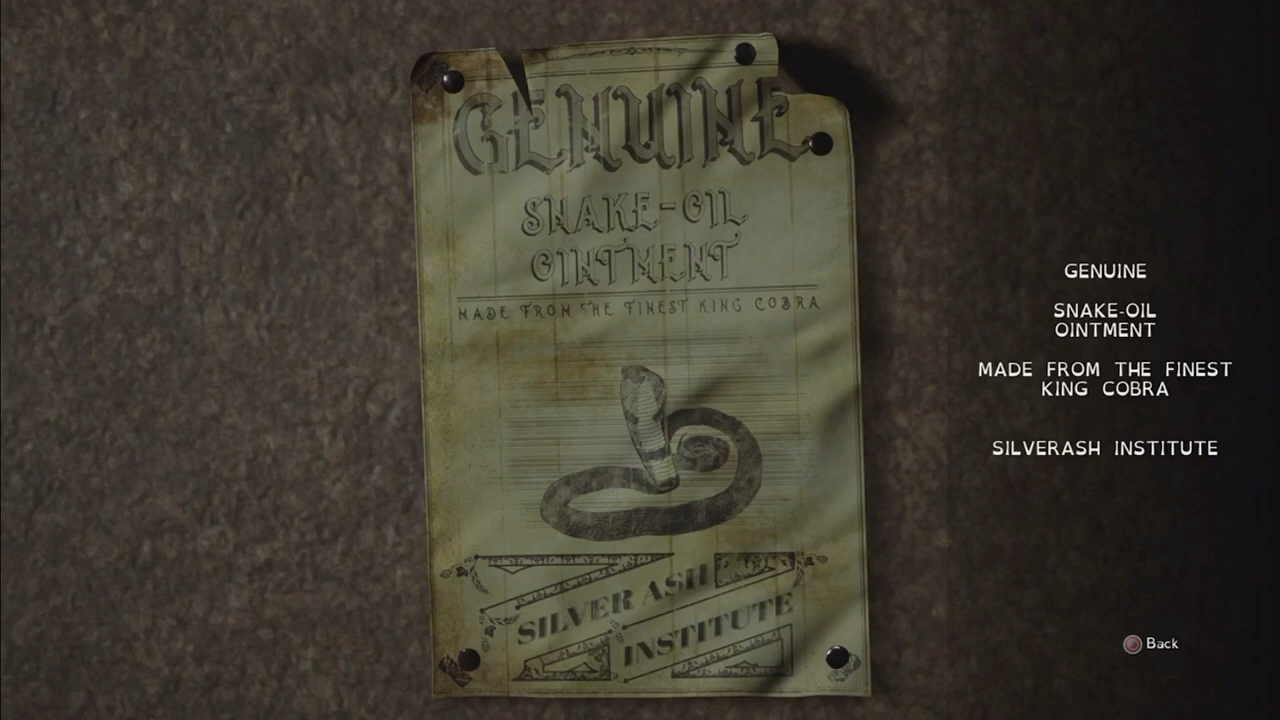 GENUINE
SNAKE-OIL
OINTMENT
MADE FROM THE FINEST KING COBRA
SILVER ASH
INSTITUTE
GENUINE
SNAKE-OIL
OINTMENT
MADE FROM THE FINEST
KING COBRA
SILVERASH INSTITUTE
Back